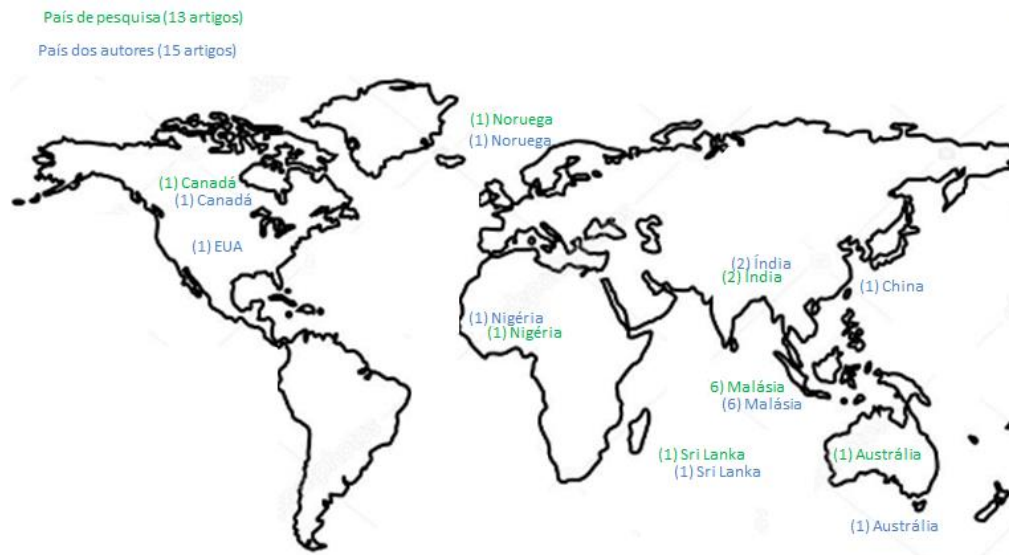 País de pesquisa (13 artigos)
País dos autores (15 artigos)
(1) Noruega
(1) Noruega
(1) Canadá
(1) Canadá
(1) EUA
(2) Índia
(2) Índia
(1) China
(1) Nigéria
(1) Nigéria
6) Malásia
(6) Malásia
(1) Sri Lanka
(1) Sri Lanka
(1) Austrália
(1) Austrália